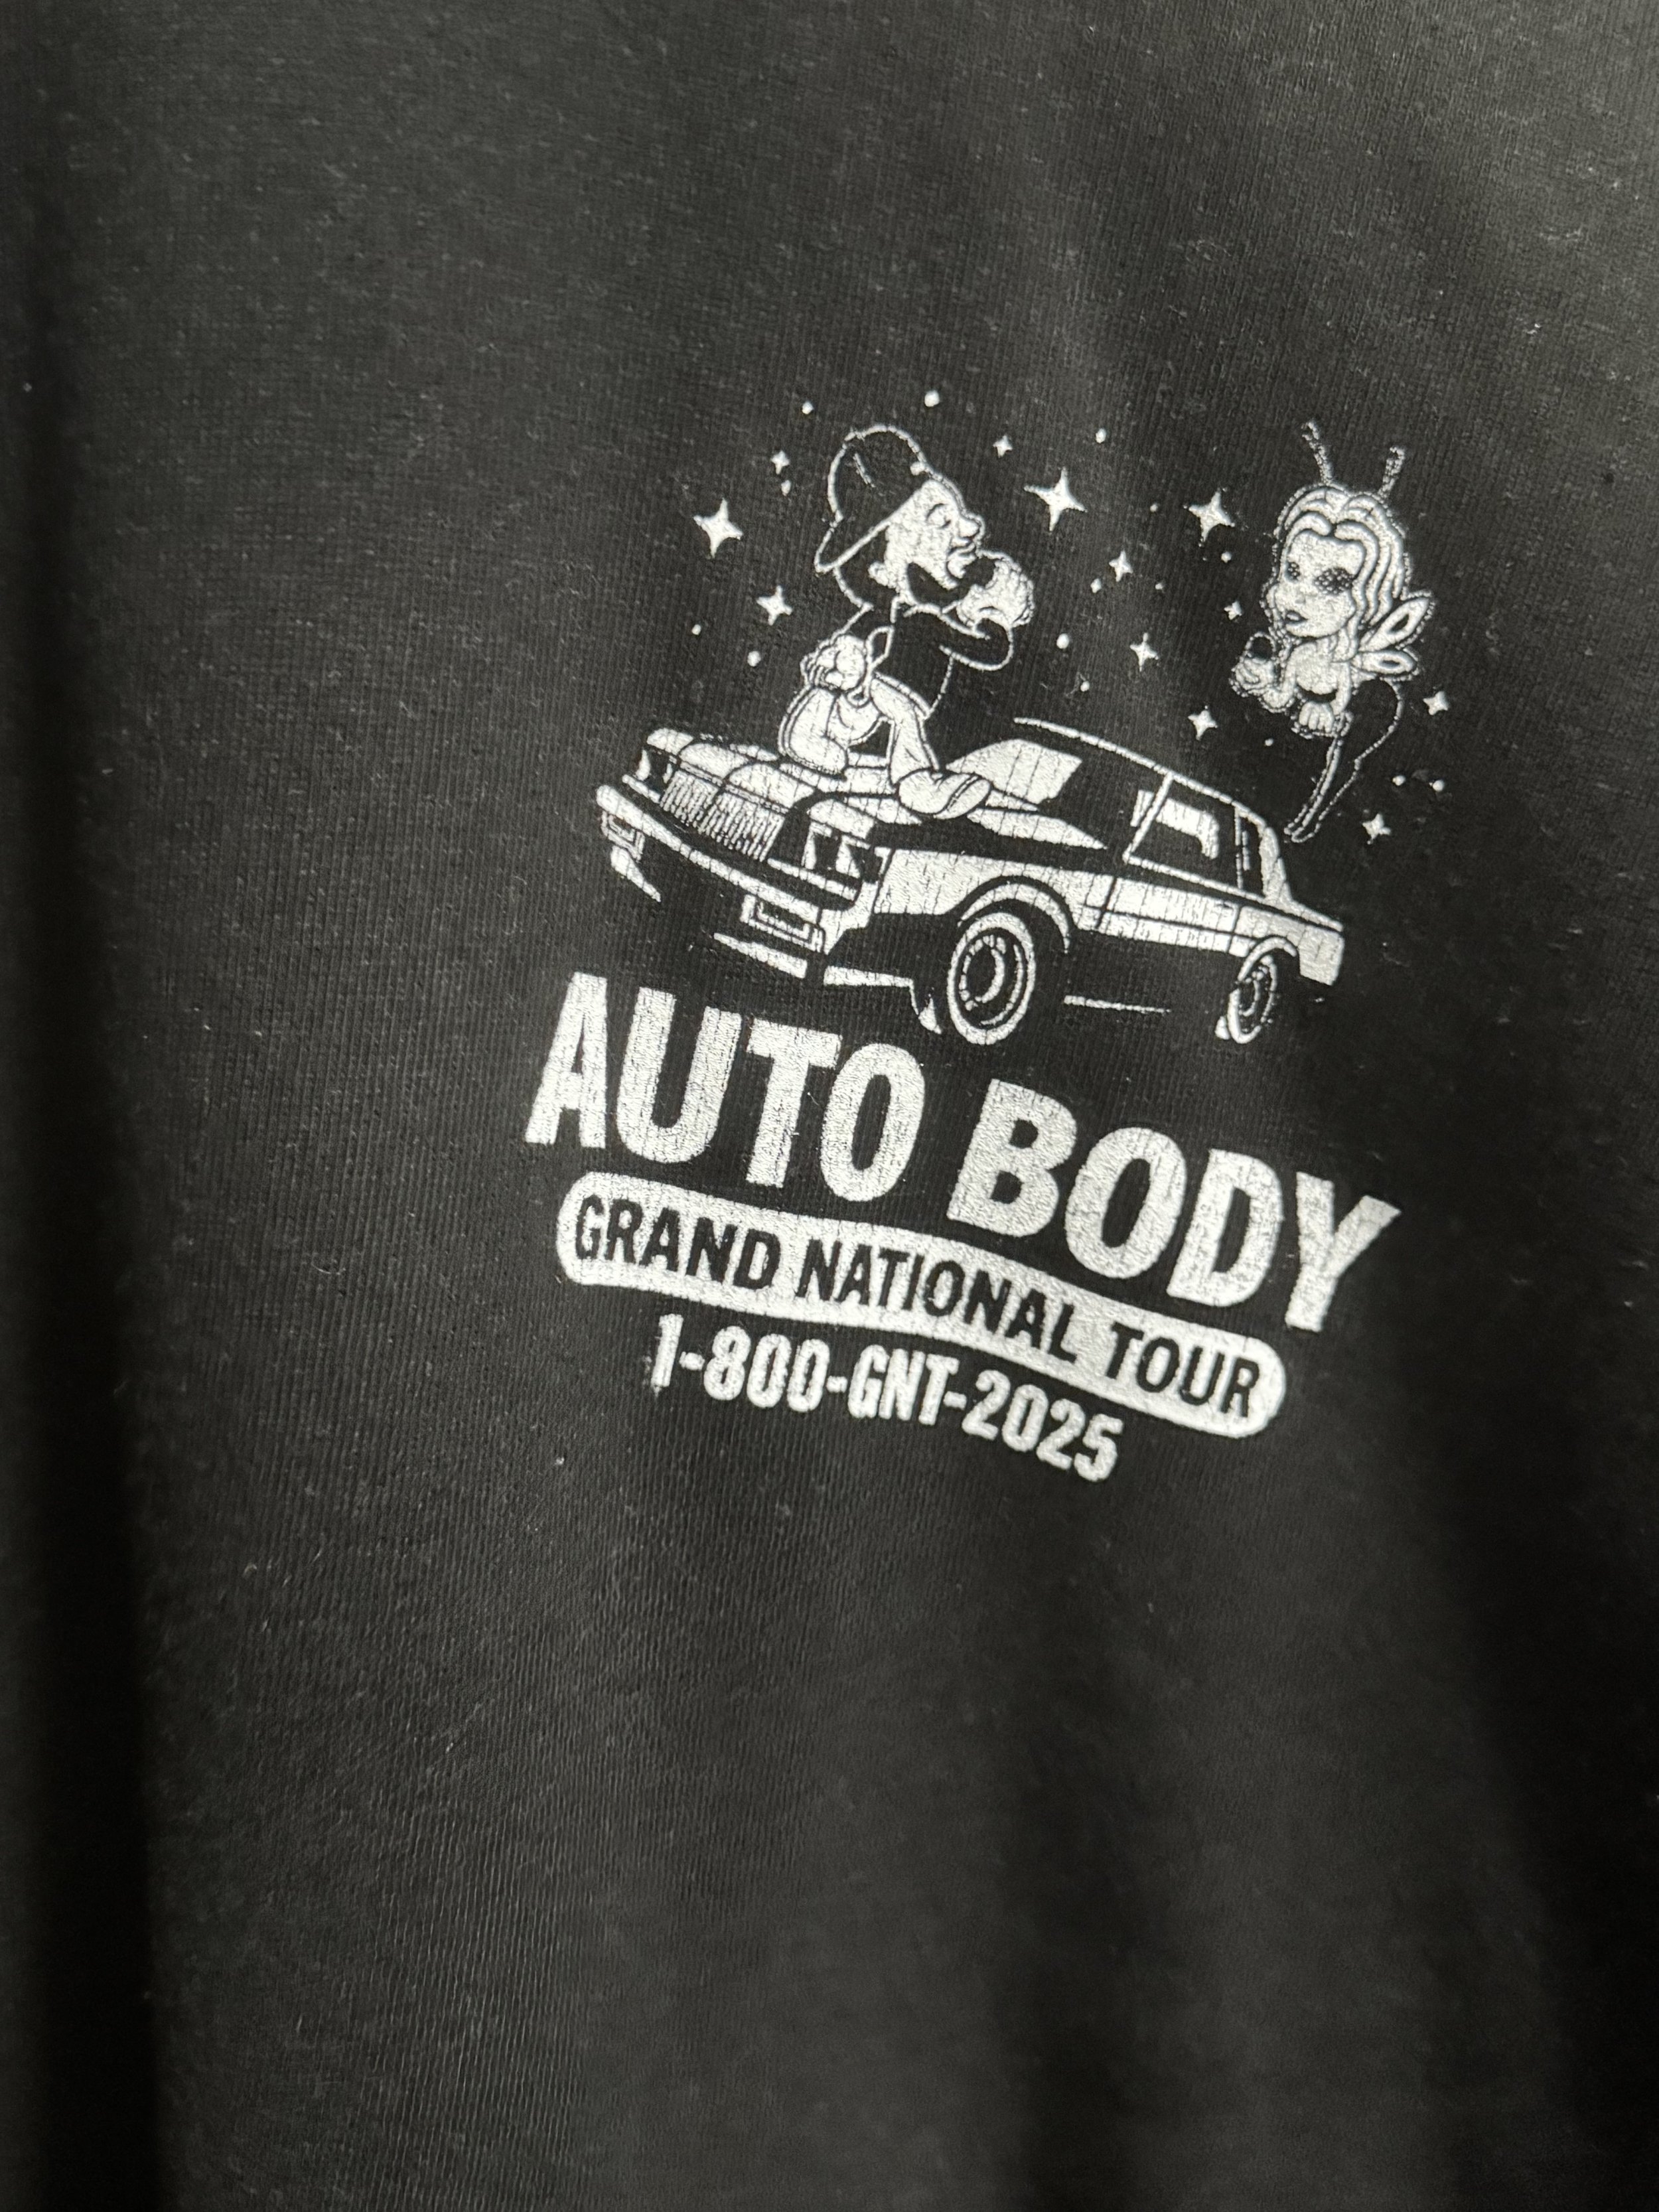 AUTO BODY
GRAND NATIONAL TOUR
1-800-GNT-2025